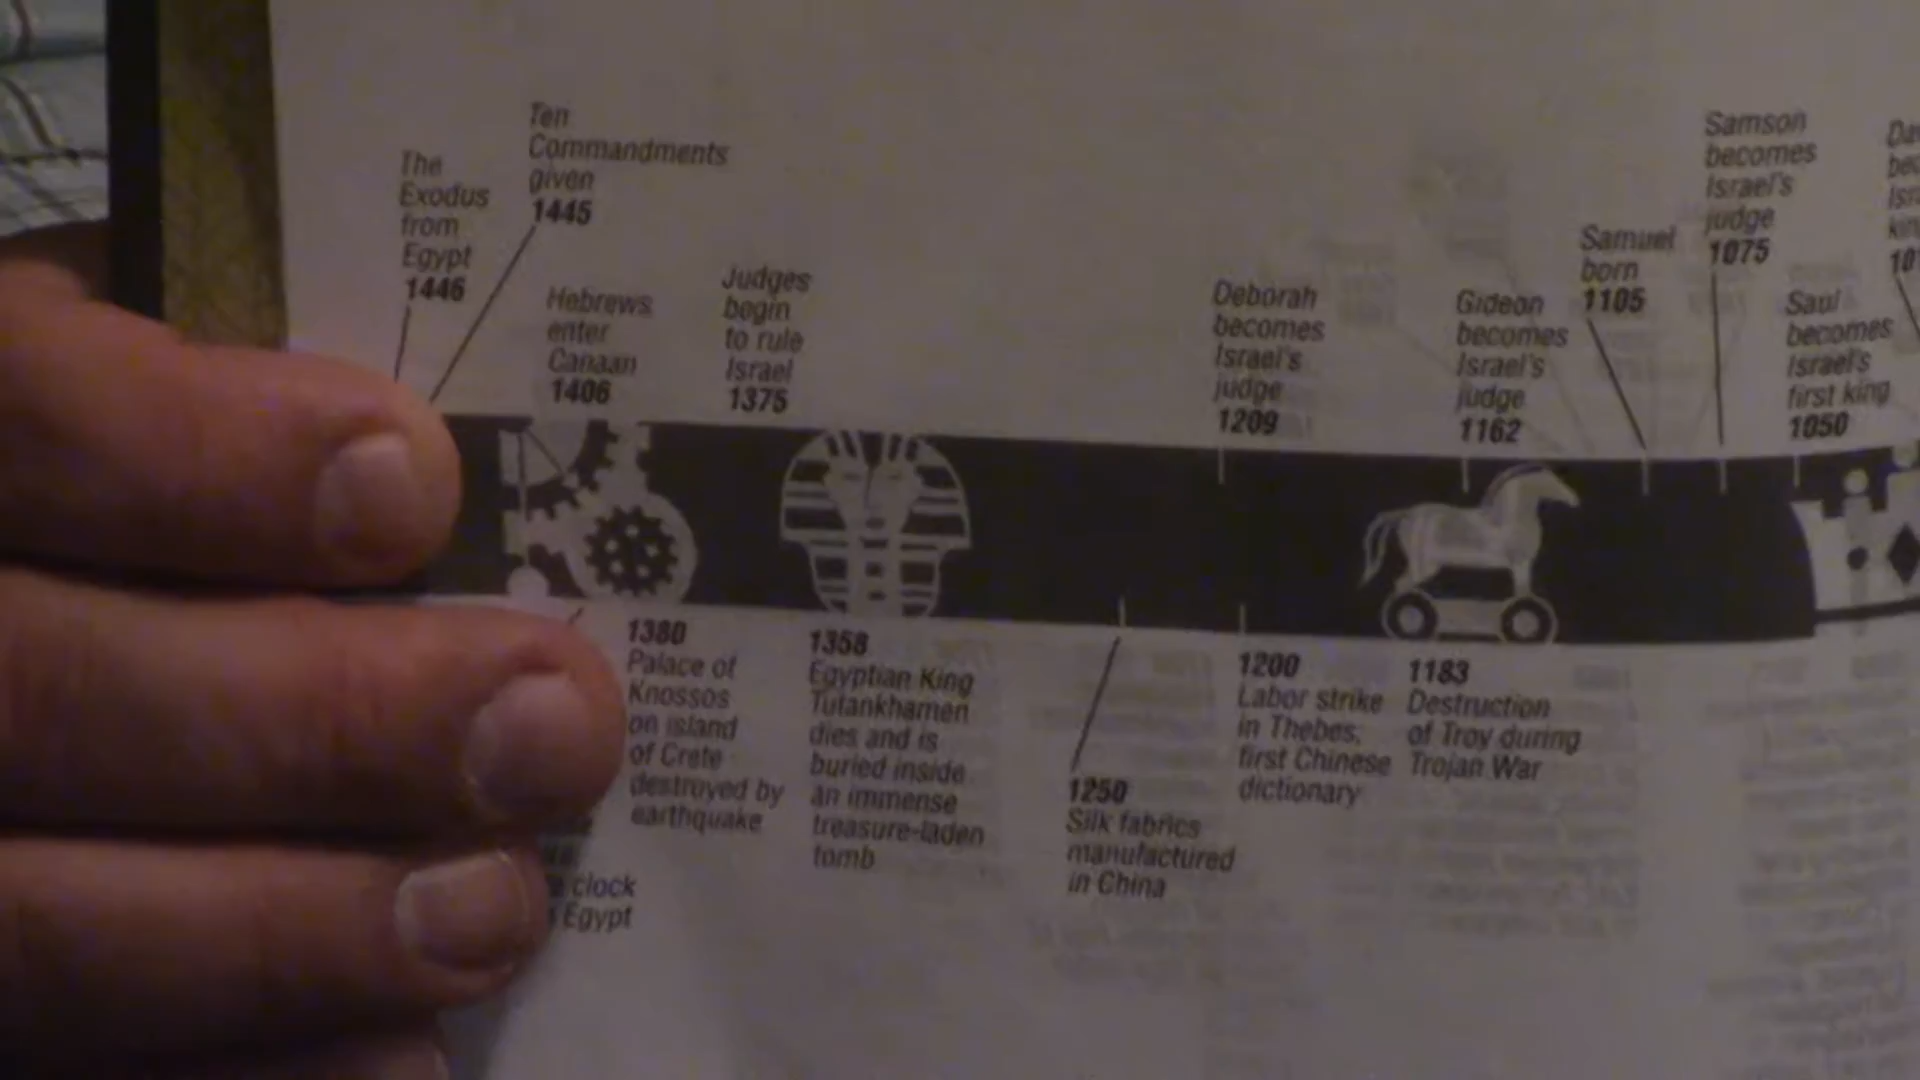 The
Exodus
from
Egypt
1446
Ten
Commandments
given
1445
Hebrews
enter
Canaan
1406
Judges
begin
to rule
Israel
1375
Deborah
becomes
Israel's
judge
1209
Gideon
becomes
Israel's
judge
1162
Samuel
born
1105
Samson
becomes
Israel's
judge
1075
Saul
becomes
Israel's
first king
1050
clock
Egypt
1380
Palace of
Knossos
on island
of Crete
destroyed by
earthquake
1358
Egyptian King
Tutankhamen
dies and is
buried inside
an immense
treasure-laden
tomb
1250
Silk fabrics
manufactured
in China
1200
Labor strike
in Thebes;
first Chinese
dictionary
1183
Destruction
of Troy during
Trojan War